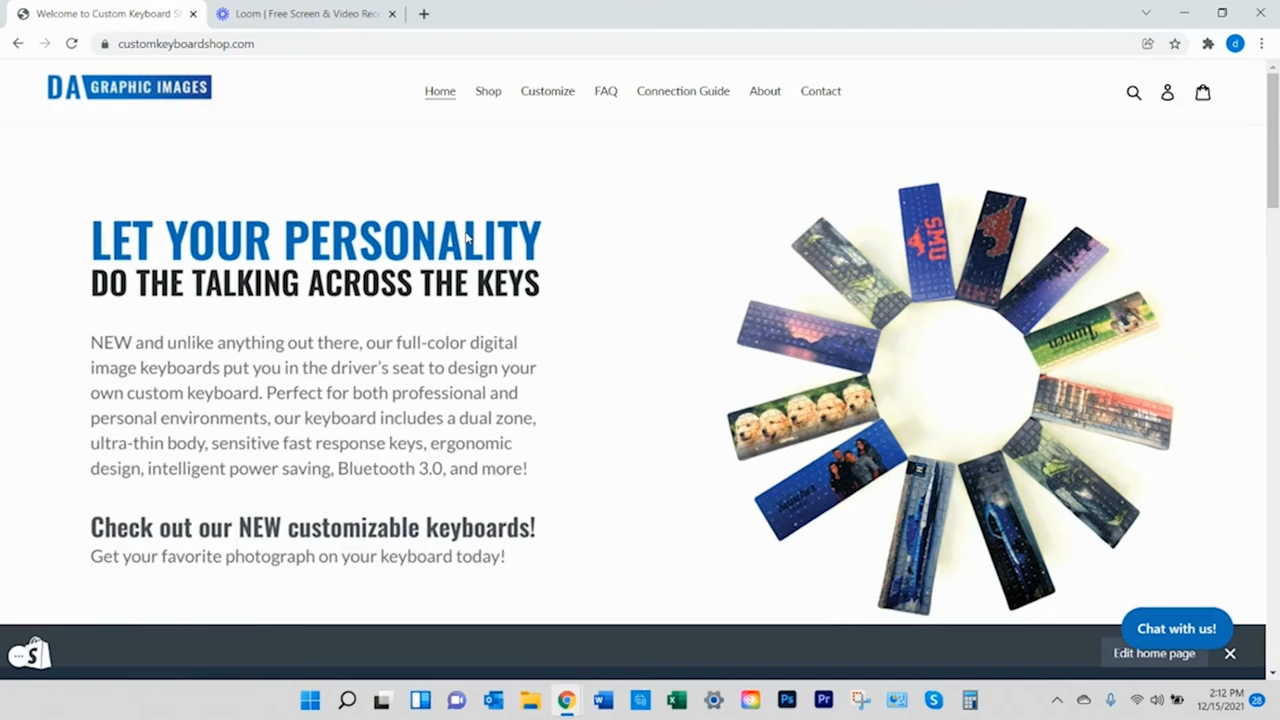 Welcome to Custom Keyboard S
Loom | Free Screen & Video Rec
customkeyboardshop.com
d
DA GRAPHIC IMAGES
Home
Shop
Customize
FAQ
Connection Guide
About
Contact
LET YOUR PERSONALITY
DO THE TALKING ACROSS THE KEYS
NEW and unlike anything out there, our full-color digital
image keyboards put you in the driver's seat to design your
own custom keyboard. Perfect for both professional and
personal environments, our keyboard includes a dual zone,
ultra-thin body, sensitive fast response keys, ergonomic
design, intelligent power saving, Bluetooth 3.0, and more!
Check out our NEW customizable keyboards!
Get your favorite photograph on your keyboard today!
SMU
Lumen
Chat with us!
Edit home page
S
W
X
Ps
Pr
S
2:12 PM
12/15/2021
28